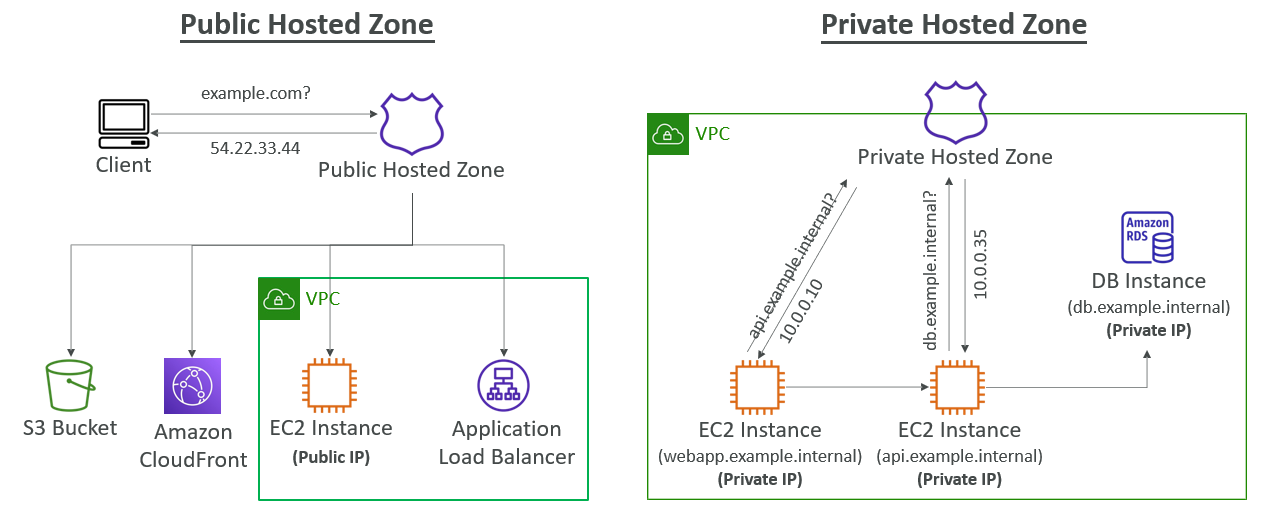 Public Hosted Zone
example.com?
54.22.33.44
Client
Public Hosted Zone
VPC
S3 Bucket
Amazon
CloudFront
EC2 Instance
(Public IP)
Application
Load Balancer
Private Hosted Zone
VPC
Private Hosted Zone
api.example.internal?
10.0.0.10
db.example.internal?
10.0.0.35
Amazon
RDS
DB Instance
(db.example.internal)
(Private IP)
EC2 Instance
(webapp.example.internal)
(Private IP)
EC2 Instance
(api.example.internal)
(Private IP)